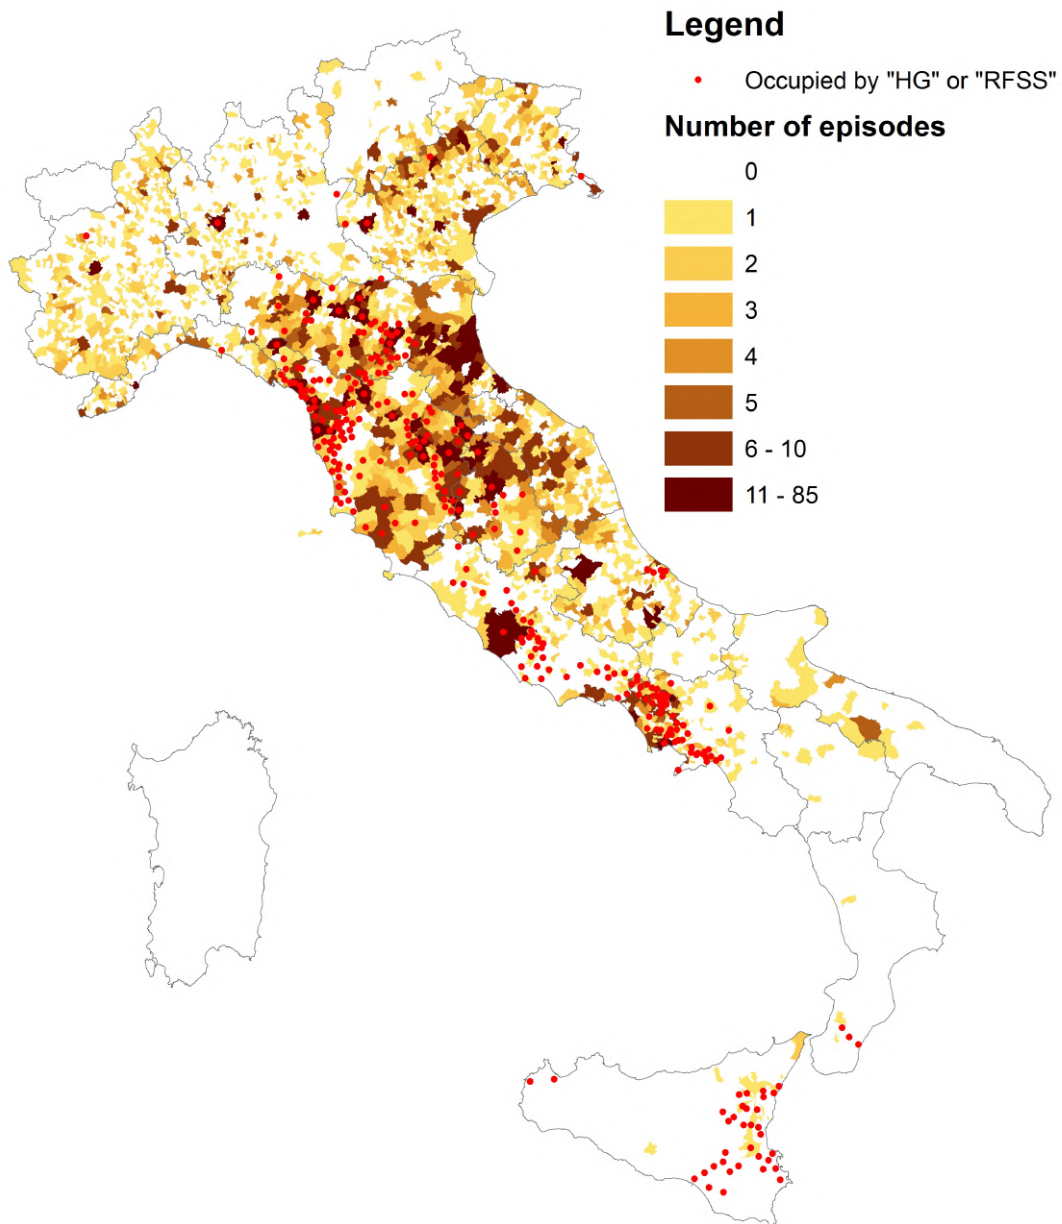 Legend
Occupied by "HG" or "RFSS"
Number of episodes
0
1
2
3
4
5
6 - 10
11 - 85